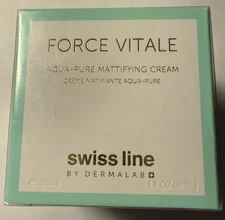 FORCE VITALE
AQUA-PURE MATTIFYING CREAM
CRÈME MATIFIANTE AQUA-PURE
swiss line
BY DERMALAB